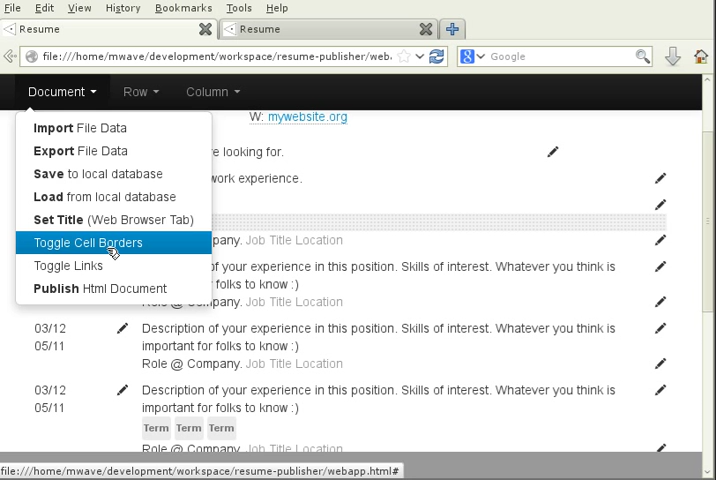 File Edit View History Bookmarks Tools Help
Resume Resume
file:///home/mwave/development/workspace/resume-publisher/web Google
Document Row Column
W: mywebsite.org
Import File Data
Export File Data
re looking for.
Save to local database
work experience.
Load from local database
Set Title (Web Browser Tab)
Toggle Cell Borders
pany. Job Title Location
Toggle Links
of your experience in this position. Skills of interest. Whatever you think is
Publish Html Document
folks to know :)
Role @ Company. Job Title Location
03/12 Description of your experience in this position. Skills of interest. Whatever you think is
05/11 important for folks to know :)
Role @ Company. Job Title Location
03/12 Description of your experience in this position. Skills of interest. Whatever you think is
05/11 important for folks to know :)
Term Term Term
Role @ Company. Job Title Location
file:///home/mwave/development/workspace/resume-publisher/webapp.html#